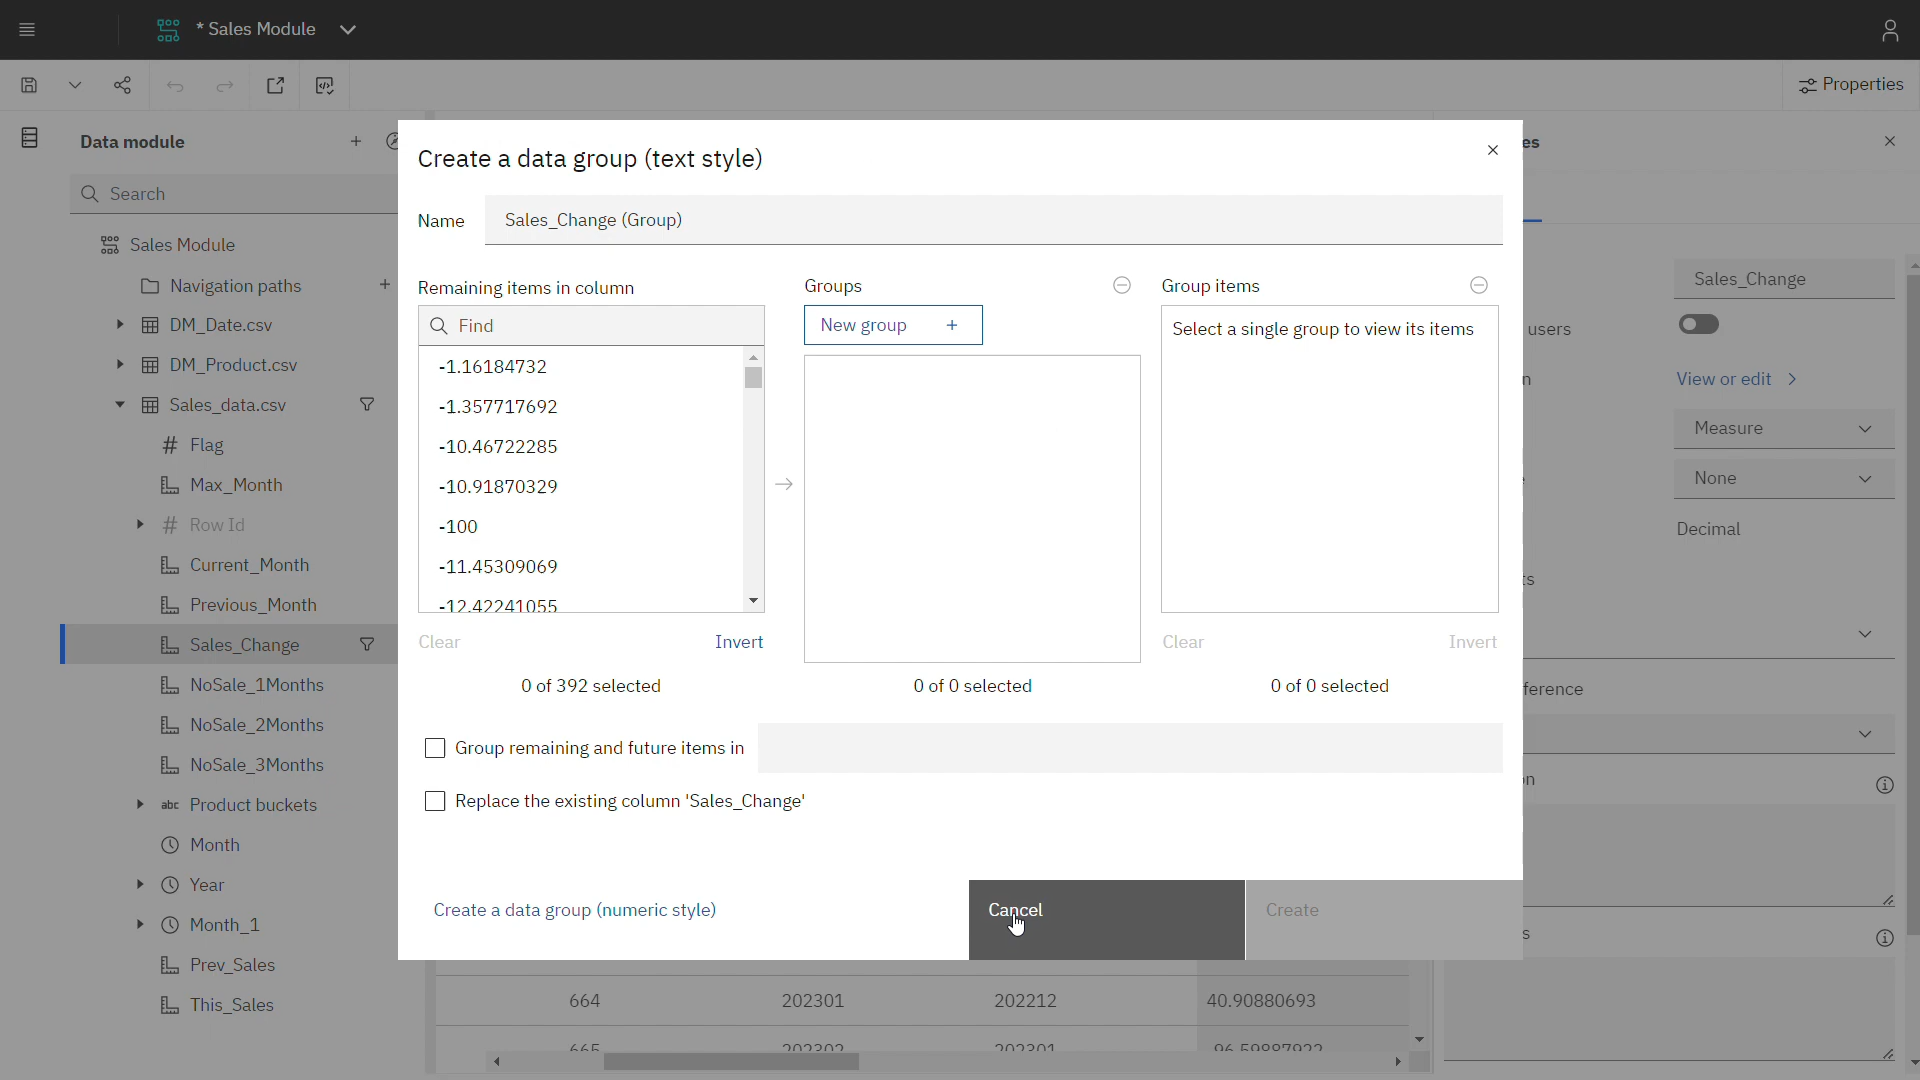 * Sales Module
Properties
Data module
Search
Sales Module
Navigation paths
DM_Date.csv
DM_Product.csv
Sales_data.csv
# Flag
Max_Month
# Row Id
Current_Month
Previous_Month
Sales_Change
NoSale_1Months
NoSale_2Months
NoSale_3Months
abc Product buckets
Month
Year
Month_1
Prev_Sales
This_Sales
Create a data group (text style)
Name
Sales_Change (Group)
Remaining items in column
Find
-1.16184732
-1.357717692
-10.46722285
-10.91870329
-100
-11.45309069
-12.42241055
Clear
Invert
0 of 392 selected
Groups
New group +
0 of 0 selected
Group items
Select a single group to view its items
Clear
Invert
0 of 0 selected
Group remaining and future items in
Replace the existing column 'Sales_Change'
Create a data group (numeric style)
Cancel
Create
664 202301 202212 40.90880693
665 202302 202301 96.59887922
es
Sales_Change
users
n
View or edit
Measure
None
Decimal
ts
ference
n
s